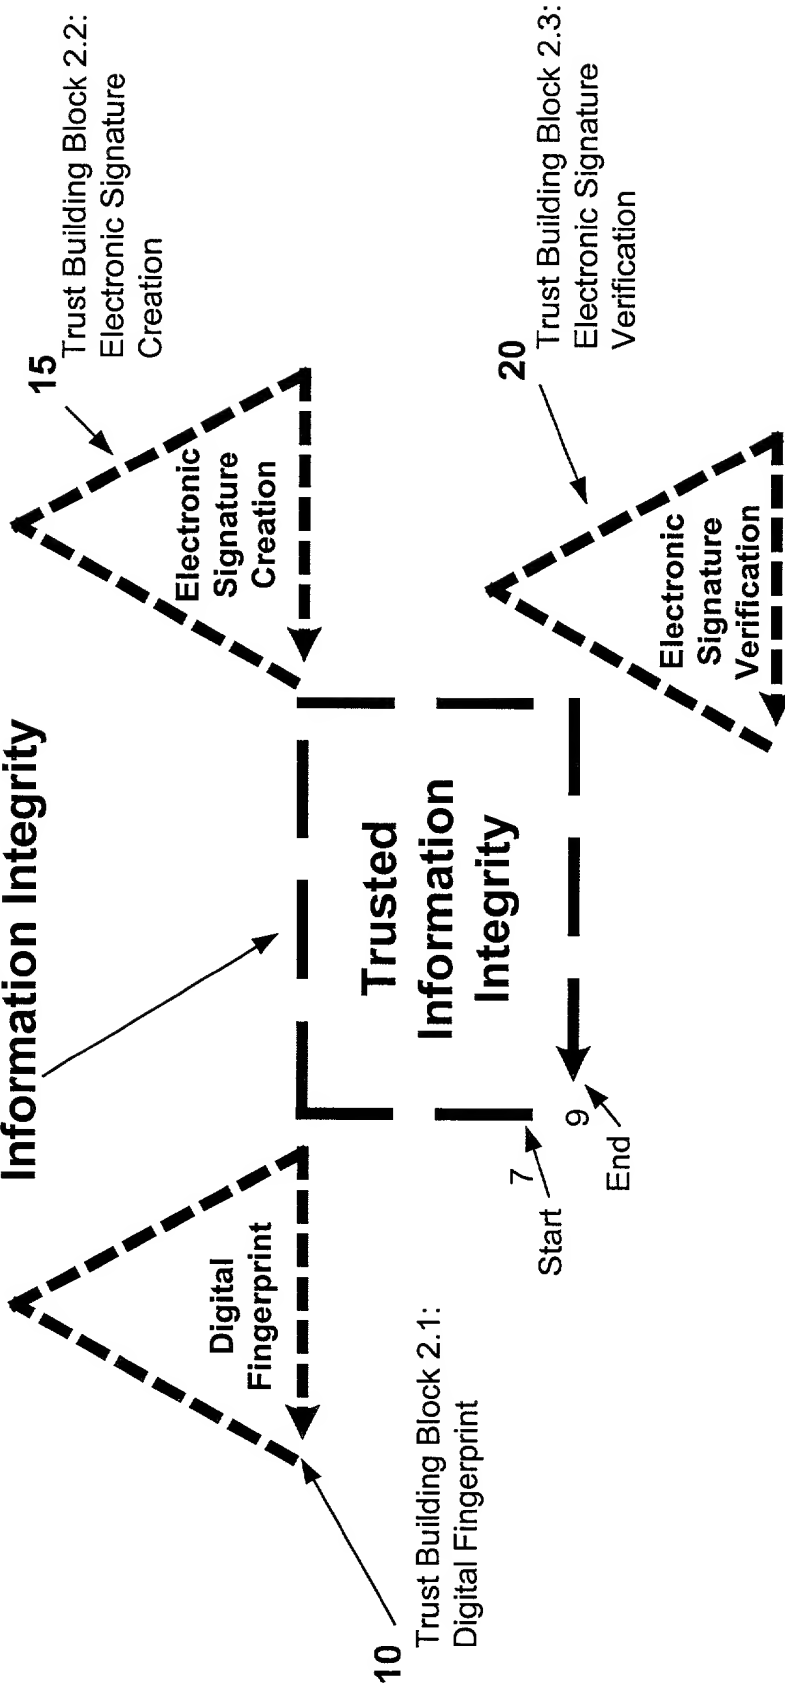 Information Integrity
15
Trust Building Block 2.2:
Electronic Signature
Creation
Electronic
Signature
Creation
Digital
Fingerprint
Trusted
Information
Integrity
10
Trust Building Block 2.1:
Digital Fingerprint
7
Start
9
End
20
Trust Building Block 2.3:
Electronic Signature
Verification
Electronic
Signature
Verification